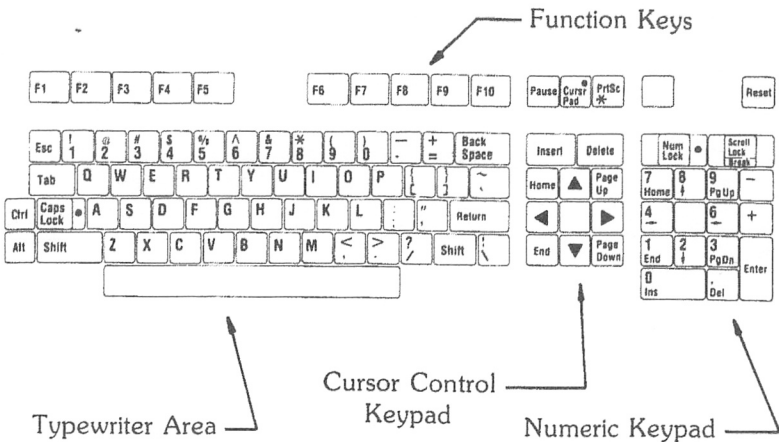 Function Keys
F1 F2 F3 F4 F5 F6 F7 F8 F9 F10 Pause Cursr Pad PrtSc * Reset
Esc ! 1 @ 2 # 3 $ 4 % 5 ^ 6 & 7 * 8 ( 9 ) 0 — - + = Back Space Insert Delete Num Lock Scroll Lock Break
Tab Q W E R T Y U I O P { [ } ] ~ Home ▲ Page Up 7 Home 8 ↑ 9 PgUp −
Ctrl Caps Lock A S D F G H J K L : ; " , Return ◀ ▶ 4 ← 6 → +
Alt Shift Z X C V B N M < , > . ? / Shift | \ End ▼ Page Down 1 End 2 ↓ 3 PgDn Enter
0 Ins . Del
Cursor Control
Keypad
Typewriter Area
Numeric Keypad